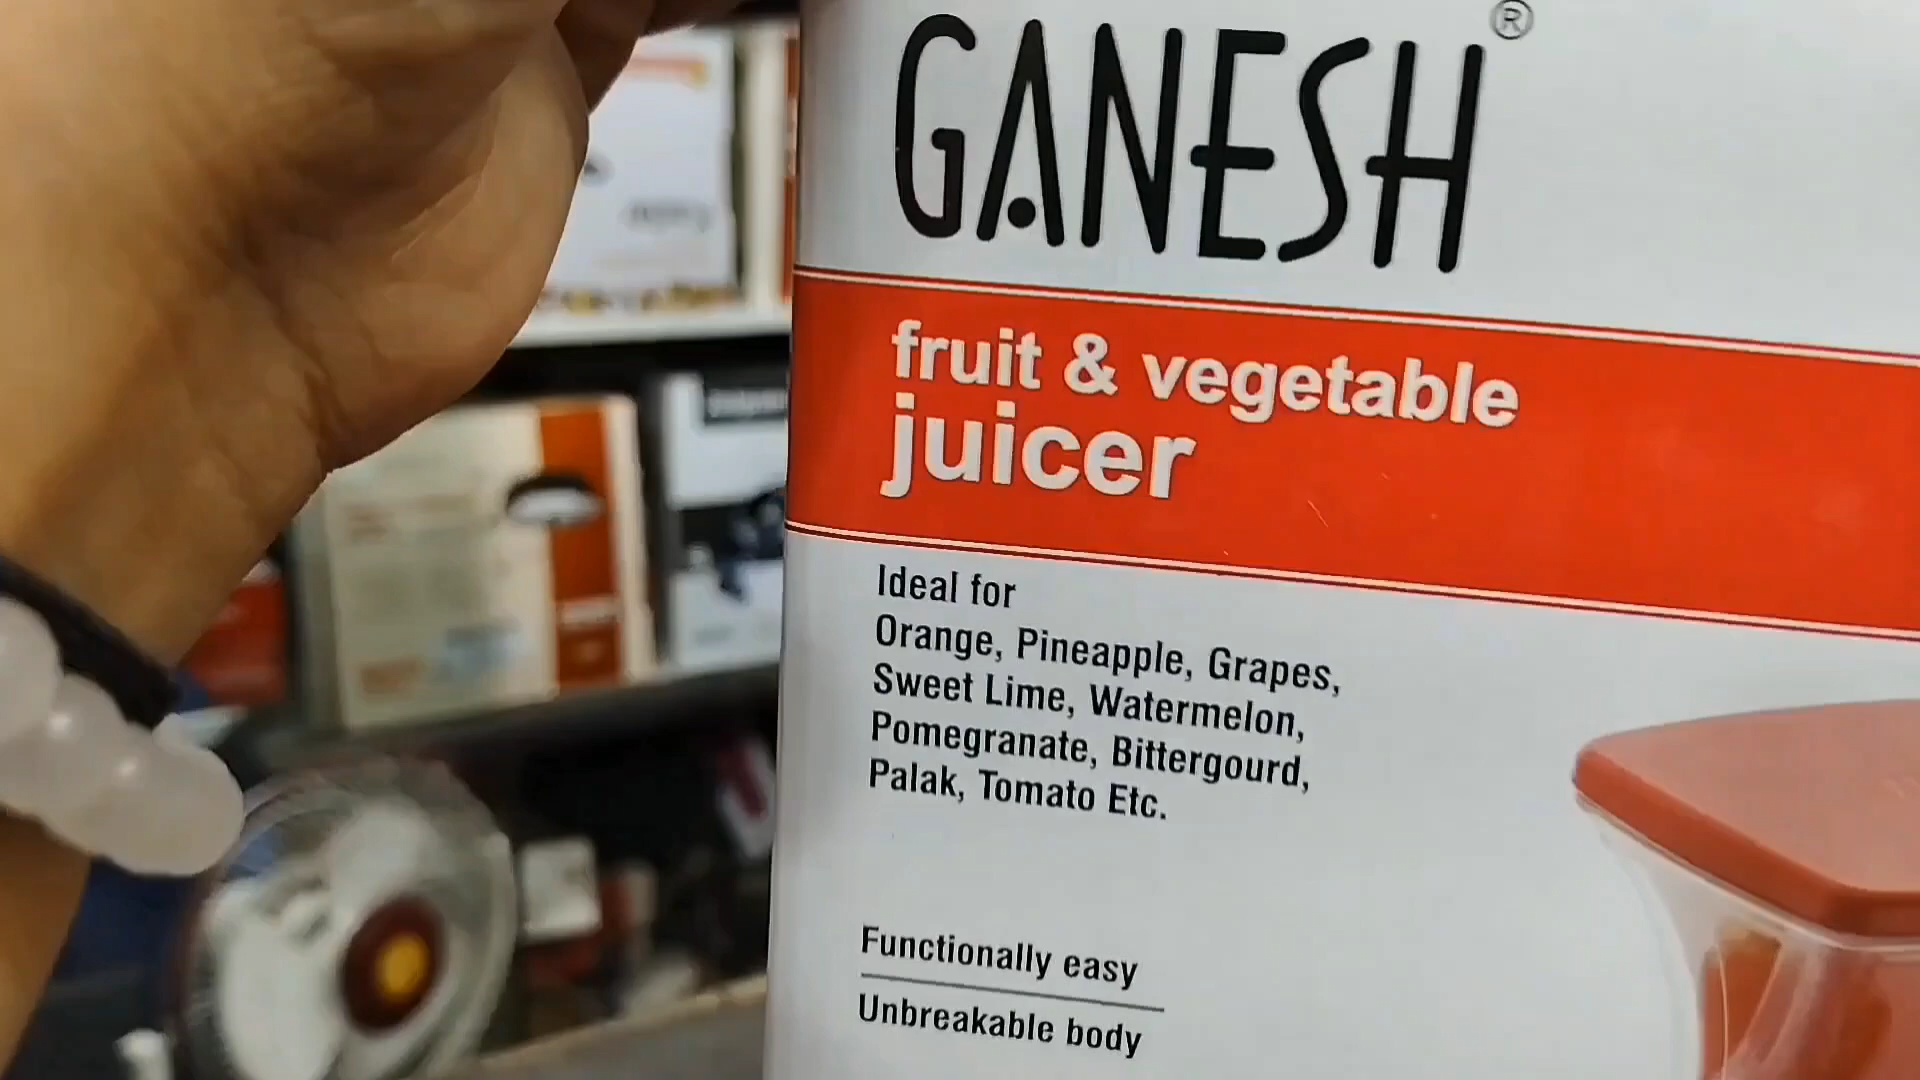 GANESH®
fruit & vegetable
juicer
Ideal for
Orange, Pineapple, Grapes,
Sweet Lime, Watermelon,
Pomegranate, Bittergourd,
Palak, Tomato Etc.
Functionally easy
Unbreakable body